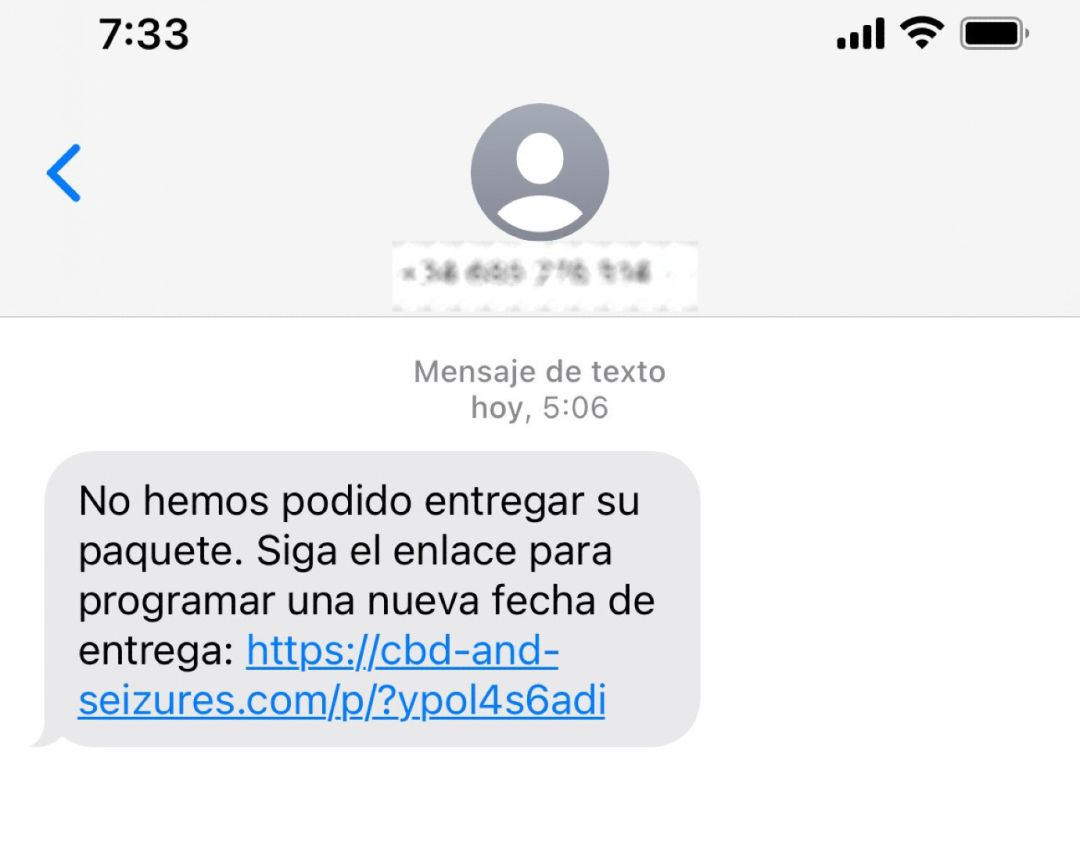 7:33
Mensaje de texto
hoy, 5:06
No hemos podido entregar su
paquete. Siga el enlace para
programar una nueva fecha de
entrega: https://cbd-and-
seizures.com/p/?ypol4s6adi